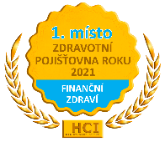 1. místo
ZDRAVOTNÍ
POJIŠŤOVNA ROKU
2021
FINANČNÍ
ZDRAVÍ
HCI